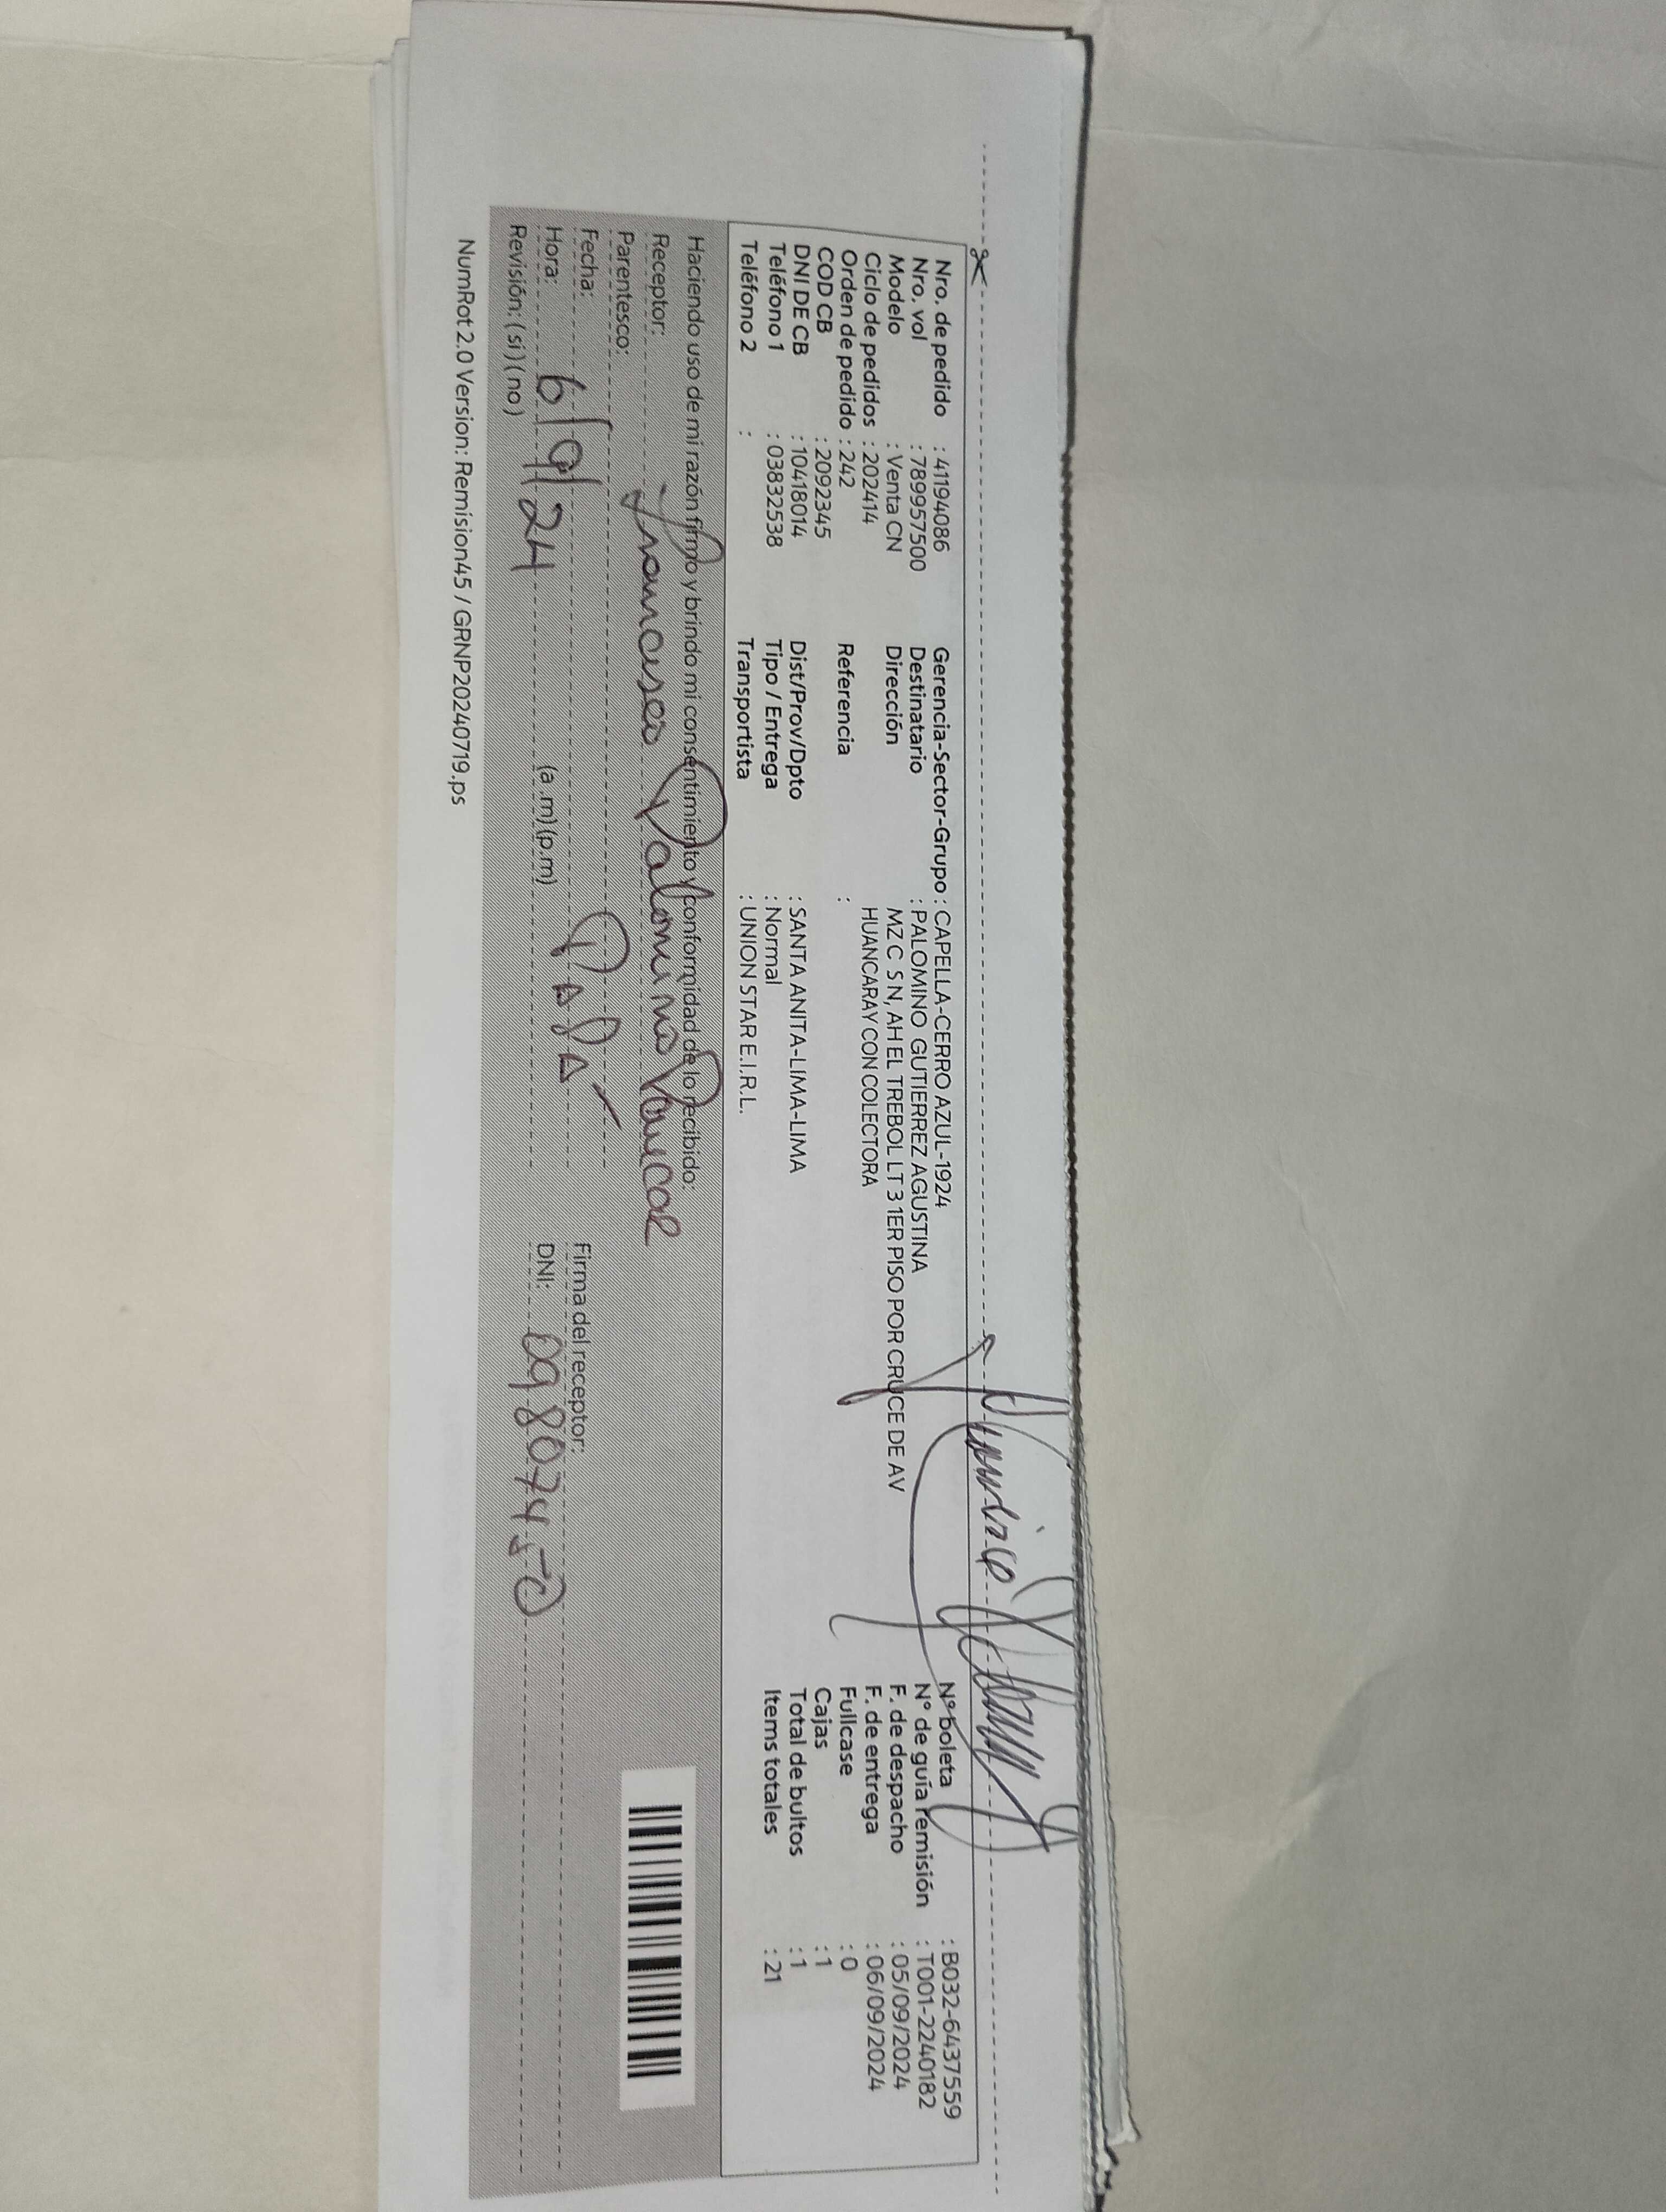 Nro. de pedido : 41194086
Nro. vol : 789957500
Modelo : Venta CN
Ciclo de pedidos : 202414
Orden de pedido : 242
COD CB : 2092345
DNI DE CB : 10418014
Teléfono 1 : 03832538
Teléfono 2 :
Gerencia-Sector-Grupo : CAPELLA-CERRO AZUL-1924
Destinatario : PALOMINO GUTIERREZ AGUSTINA
Dirección MZ C S N, AH EL TREBOL LT 3 1ER PISO POR CRUCE DE AV
HUANCARAY CON COLECTORA
Referencia :
Dist/Prov/Dpto : SANTA ANITA-LIMA-LIMA
Tipo / Entrega : Normal
Transportista : UNION STAR E.I.R.L.
N° boleta : B032-6437559
N° de guía remisión : T001-2240182
F. de despacho : 05/09/2024
F. de entrega : 06/09/2024
Fullcase : 0
Cajas : 1
Total de bultos : 1
Items totales : 21
Haciendo uso de mi razón firmo y brindo mi consentimiento y conformidad de lo recibido:
Receptor: Francisco Palomino Paucar
Parentesco: PAPÁ
Fecha: 6/9/24
Hora: (a.m) (p.m)
Revisión: (si) (no)
Firma del receptor:
DNI:
NumRot 2.0 Version: Remision45 / GRNP20240719.ps